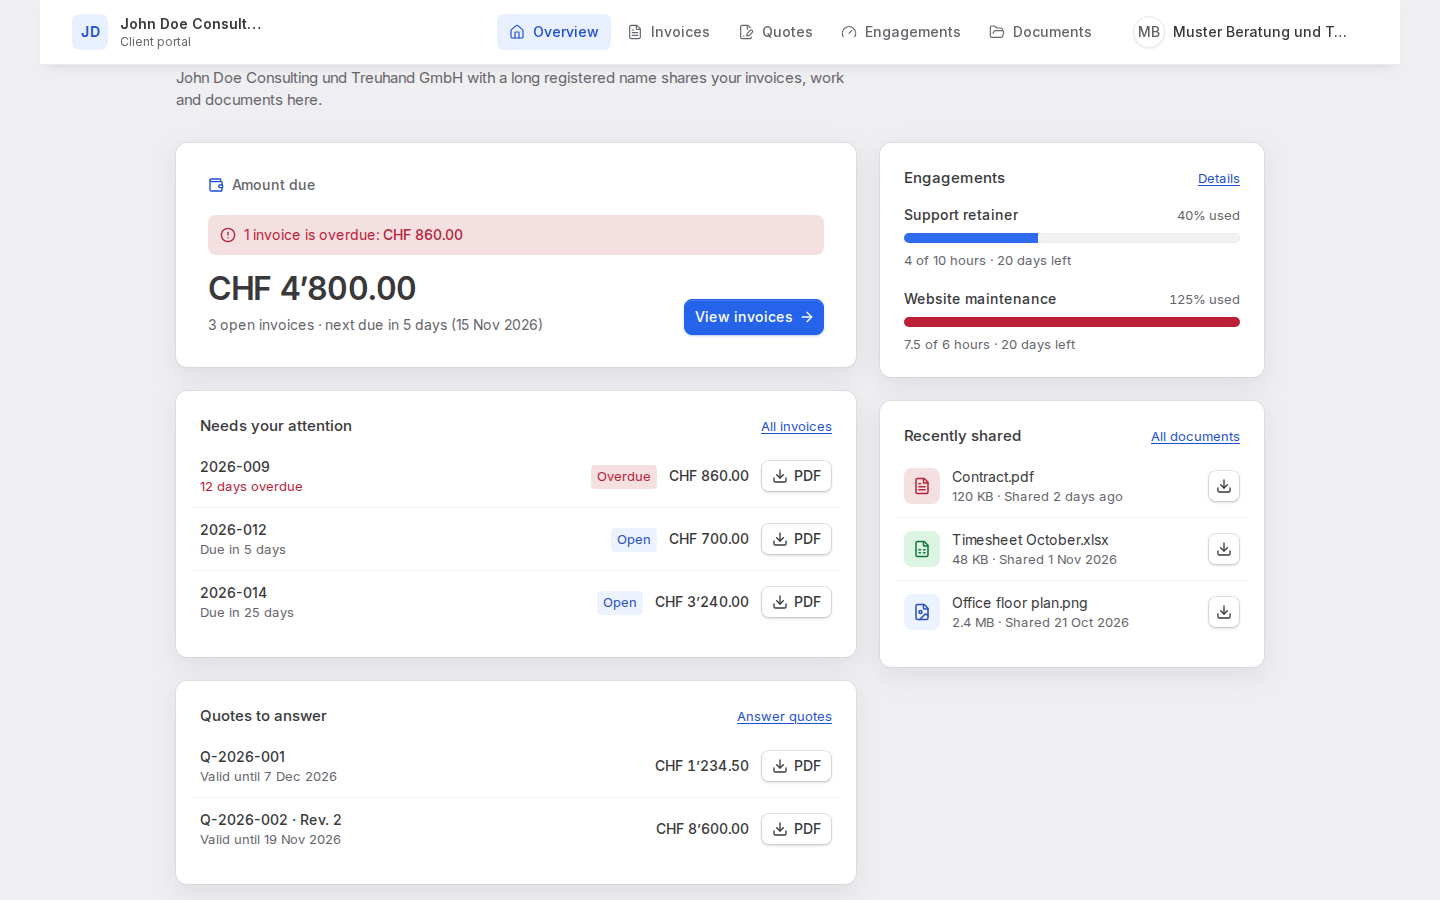 JD
John Doe Consult…
Client portal
Overview
Invoices
Quotes
Engagements
Documents
MB
Muster Beratung und T…
John Doe Consulting und Treuhand GmbH with a long registered name shares your invoices, work
and documents here.
Amount due
1 invoice is overdue: CHF 860.00
CHF 4’800.00
3 open invoices · next due in 5 days (15 Nov 2026)
View invoices
Needs your attention
All invoices
2026-009
12 days overdue
Overdue
CHF 860.00
PDF
2026-012
Due in 5 days
Open
CHF 700.00
PDF
2026-014
Due in 25 days
Open
CHF 3’240.00
PDF
Quotes to answer
Answer quotes
Q-2026-001
Valid until 7 Dec 2026
CHF 1’234.50
PDF
Q-2026-002 · Rev. 2
Valid until 19 Nov 2026
CHF 8’600.00
PDF
Engagements
Details
Support retainer
40% used
4 of 10 hours · 20 days left
Website maintenance
125% used
7.5 of 6 hours · 20 days left
Recently shared
All documents
Contract.pdf
120 KB · Shared 2 days ago
Timesheet October.xlsx
48 KB · Shared 1 Nov 2026
Office floor plan.png
2.4 MB · Shared 21 Oct 2026